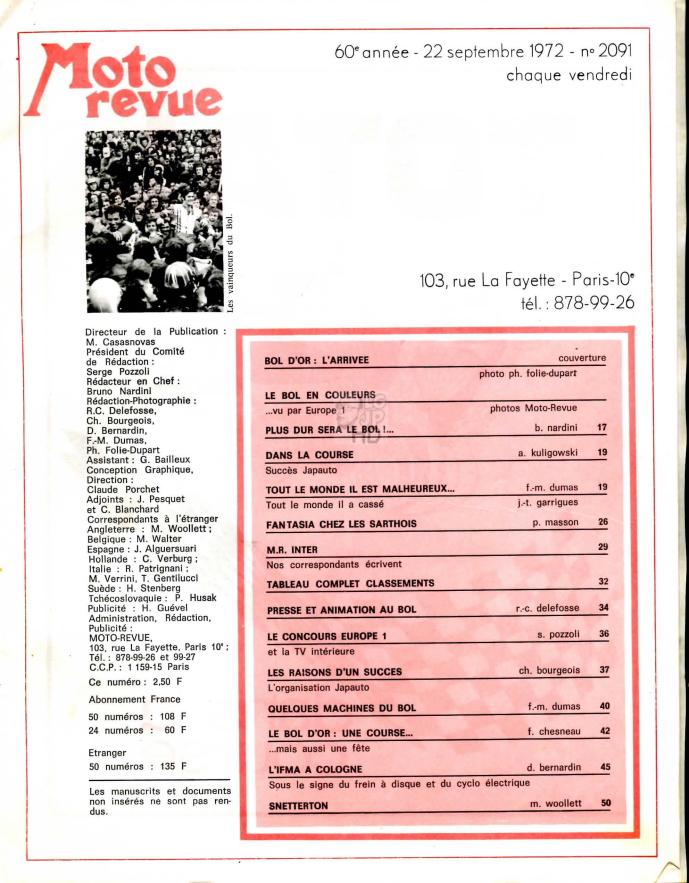 Moto
revue
60e année - 22 septembre 1972 - n° 2091
chaque vendredi
Les vainqueurs du Bol.
103, rue La Fayette - Paris-10e
tél. : 878-99-26
Directeur de la Publication :
M. Casasnovas
Président du Comité
de Rédaction :
Serge Pozzoli
Rédacteur en Chef :
Bruno Nardini
Rédaction-Photographie :
R.C. Delefosse,
Ch. Bourgeois,
D. Bernardin,
F.-M. Dumas,
Ph. Folie-Dupart
Assistant : G. Bailleux
Conception Graphique,
Direction :
Claude Porchet
Adjoints : J. Pesquet
et C. Blanchard
Correspondants à l'étranger
Angleterre : M. Woollett ;
Belgique : M. Walter
Espagne : J. Alguersuari
Hollande : C. Verburg ;
Italie : R. Patrignani ;
M. Verrini, T. Gentilucci
Suède : H. Stenberg
Tchécoslovaquie : P. Husak
Publicité : H. Guével
Administration, Rédaction,
Publicité :
MOTO-REVUE,
103, rue La Fayette, Paris 10e ;
Tél. : 878-99-26 et 99-27
C.C.P. : 1 159-15 Paris
Ce numéro : 2,50 F
Abonnement France
50 numéros : 108 F
24 numéros : 60 F
Etranger
50 numéros : 135 F
Les manuscrits et documents
non insérés ne sont pas ren-
dus.
BOL D'OR : L'ARRIVEE couverture
photo ph. folie-dupart
LE BOL EN COULEURS
...vu par Europe 1 photos Moto-Revue
PLUS DUR SERA LE BOL !... b. nardini 17
DANS LA COURSE a. kuligowski 19
Succès Japauto
TOUT LE MONDE IL EST MALHEUREUX... f.-m. dumas 19
Tout le monde il a cassé j.-t. garrigues
FANTASIA CHEZ LES SARTHOIS p. masson 26
M.R. INTER 29
Nos correspondants écrivent
TABLEAU COMPLET CLASSEMENTS 32
PRESSE ET ANIMATION AU BOL r.-c. delefosse 34
LE CONCOURS EUROPE 1 s. pozzoli 36
et la TV intérieure
LES RAISONS D'UN SUCCES ch. bourgeois 37
L'organisation Japauto
QUELQUES MACHINES DU BOL f.-m. dumas 40
LE BOL D'OR : UNE COURSE... f. chesneau 42
...mais aussi une fête
L'IFMA A COLOGNE d. bernardin 45
Sous le signe du frein à disque et du cyclo électrique
SNETTERTON m. woollett 50